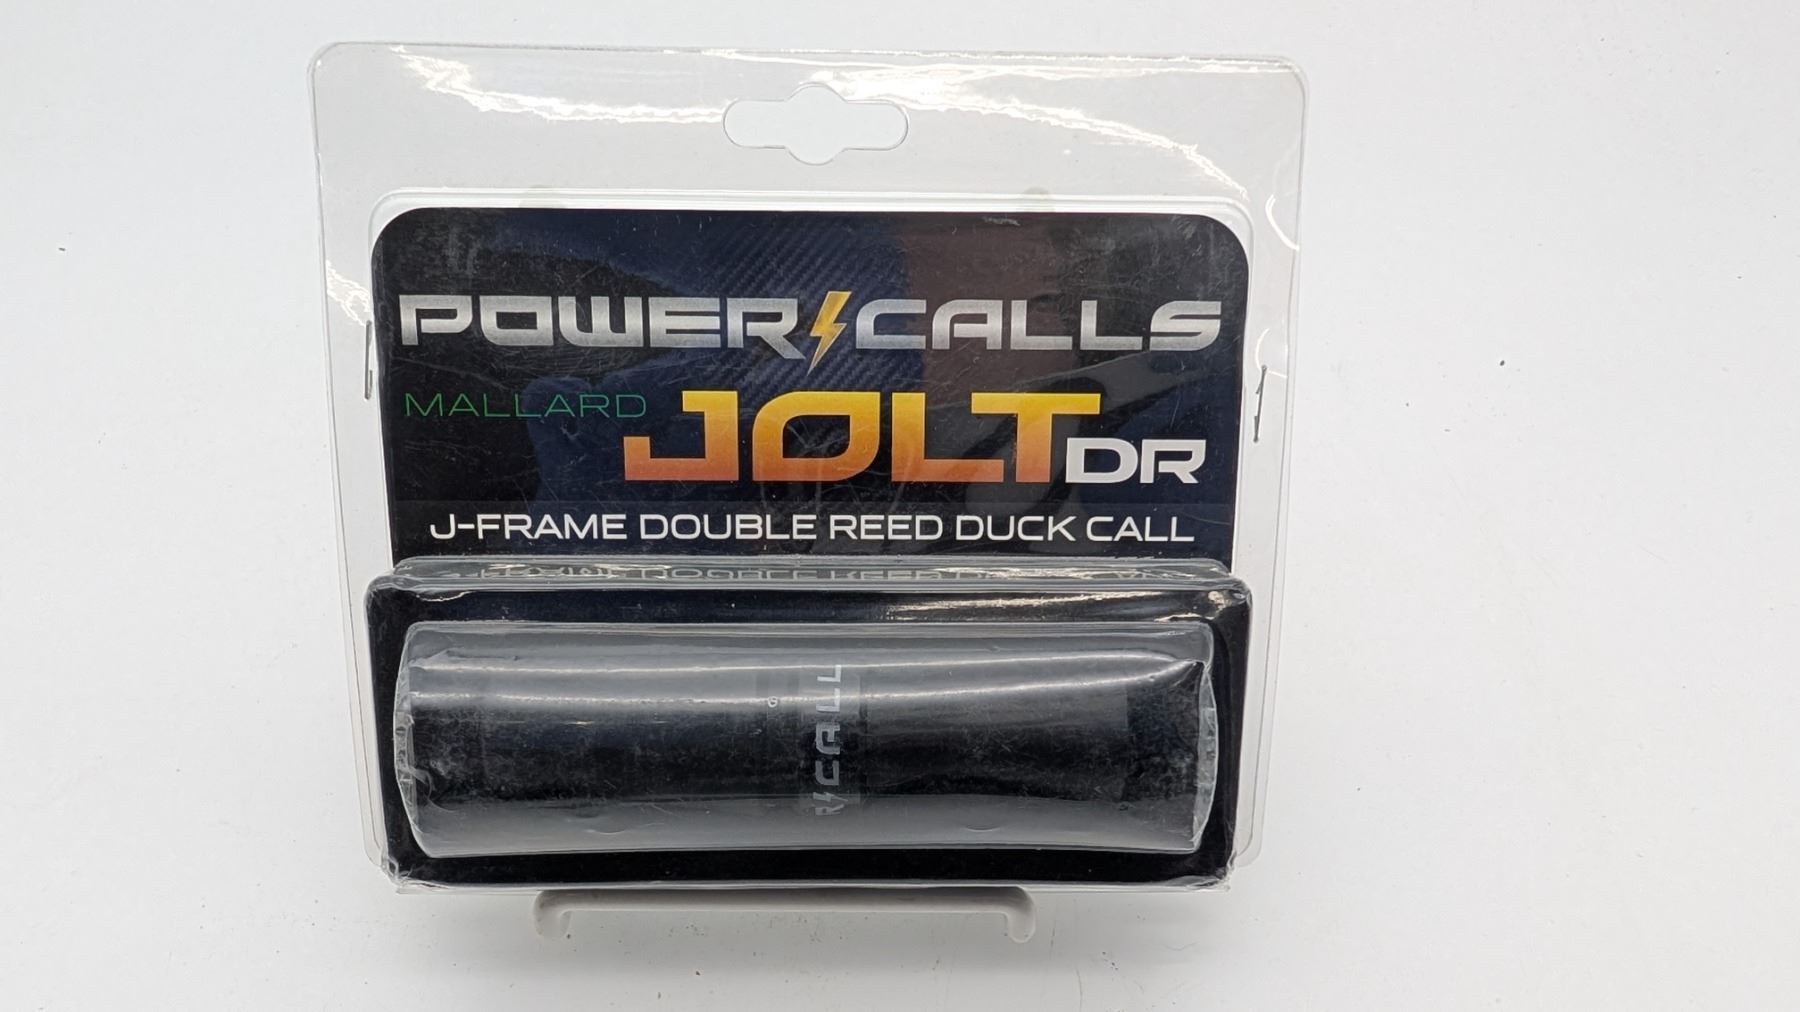 POWER CALLS
MALLARD JOLT DR
J-FRAME DOUBLE REED DUCK CALL
R CALL